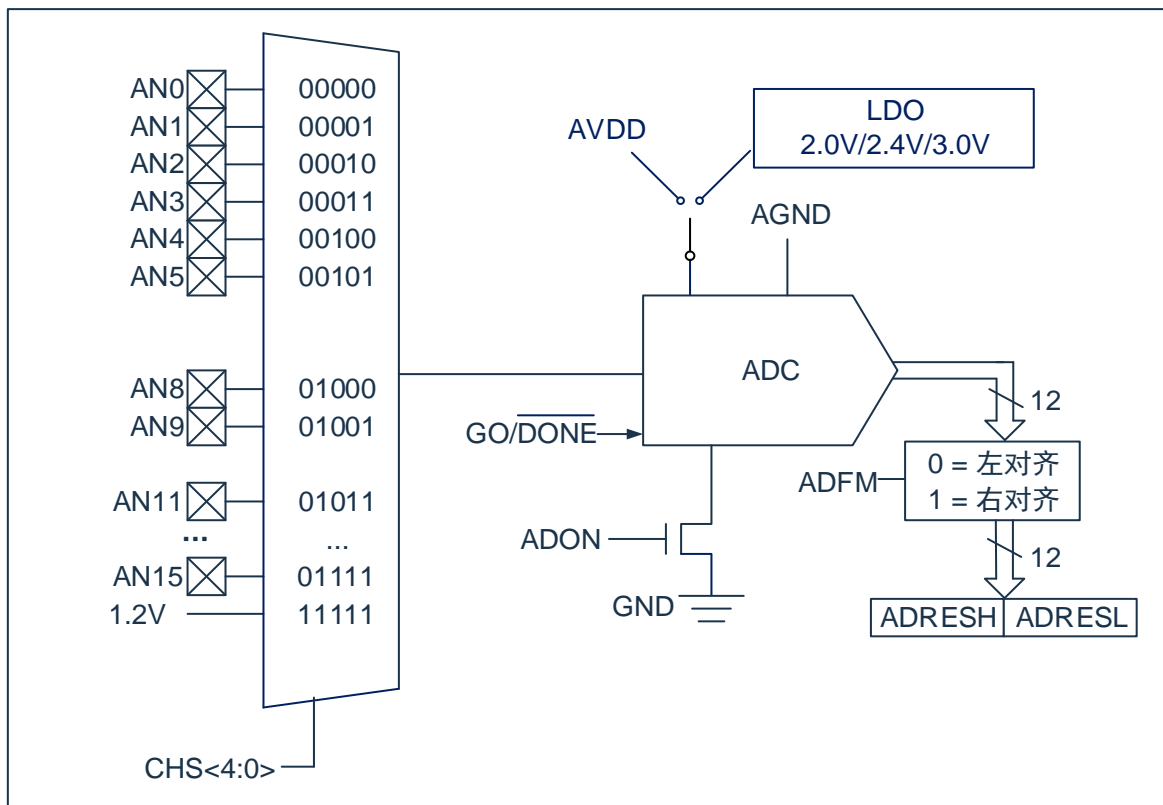 AN0 00000
AN1 00001
AN2 00010
AN3 00011
AN4 00100
AN5 00101
AN8 01000
AN9 01001
AN11 01011
... ...
AN15 01111
1.2V 11111
CHS<4:0>
AVDD
LDO
2.0V/2.4V/3.0V
AGND
ADC
GO/DONE
12
ADFM
0 = 左对齐
1 = 右对齐
ADON
12
GND
ADRESH ADRESL